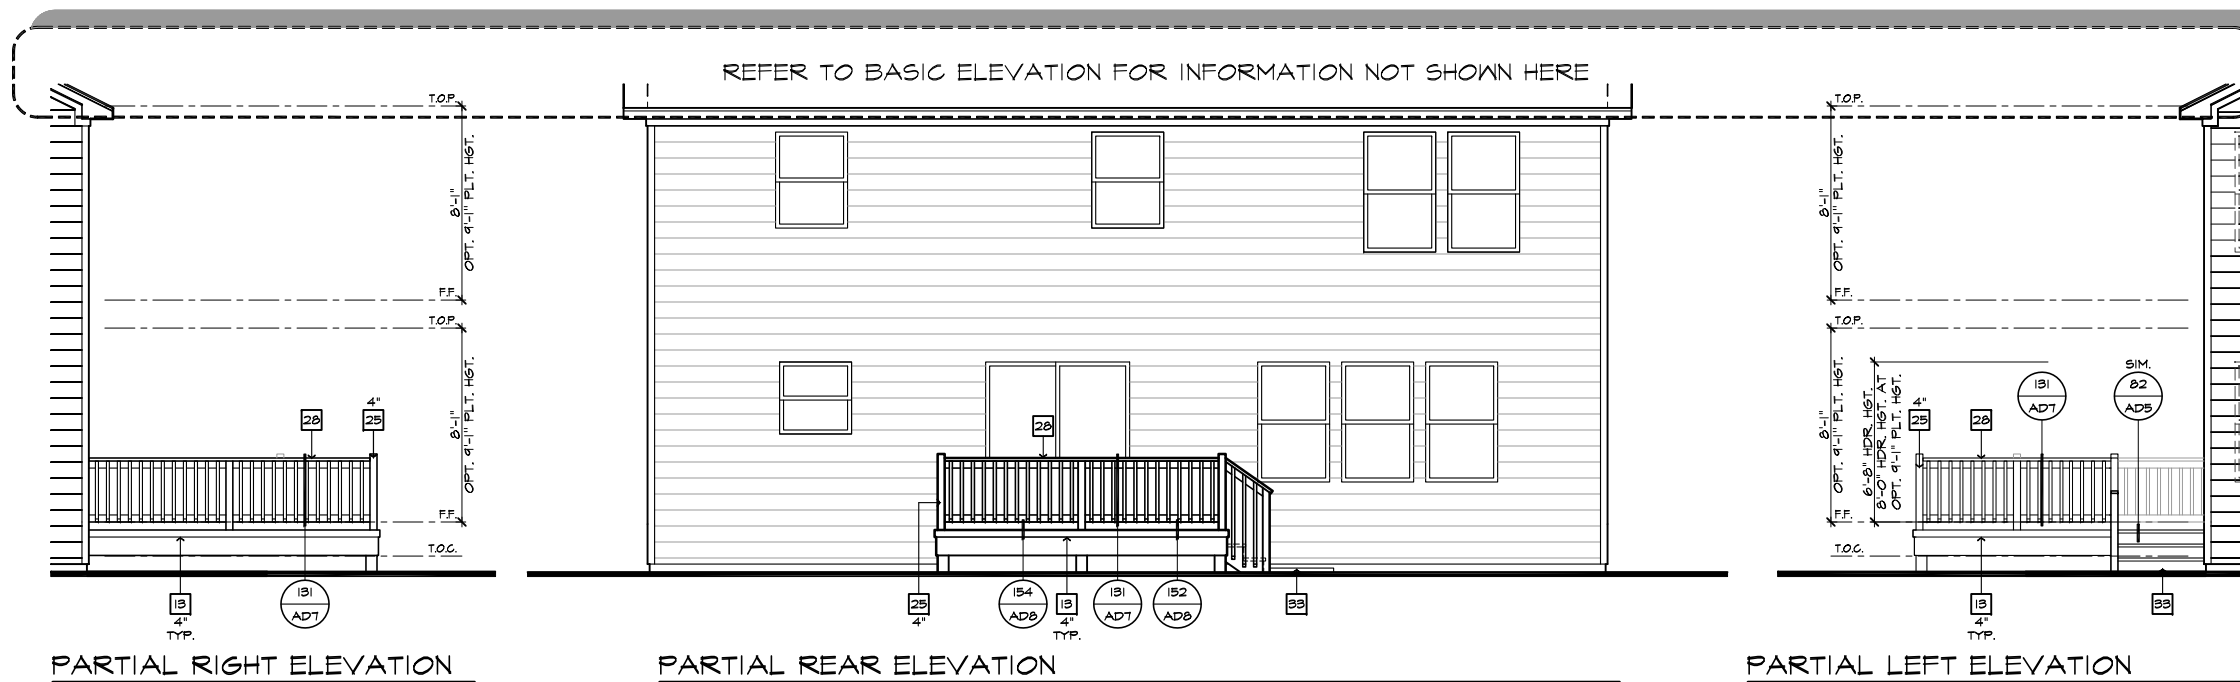 REFER TO BASIC ELEVATION FOR INFORMATION NOT SHOWN HERE
T.O.P.
8'-1"
OPT. 9'-1" PLT. HGT.
F.F.
T.O.P.
8'-1"
OPT. 9'-1" PLT. HGT.
4"
28
25
F.F.
T.O.C.
13
4"
TYP.
131
AD7
PARTIAL RIGHT ELEVATION
28
25
4"
154
AD8
13
4"
TYP.
131
AD7
152
AD8
33
PARTIAL REAR ELEVATION
T.O.P.
8'-1"
OPT. 9'-1" PLT. HGT.
F.F.
T.O.P.
8'-1"
OPT. 9'-1" PLT. HGT.
6'-8" HDR. HGT.
8'-0" HDR. HGT. AT
OPT. 9'-1" PLT. HGT.
4"
25
28
131
AD7
SIM.
82
AD5
F.F.
T.O.C.
13
4"
TYP.
33
PARTIAL LEFT ELEVATION